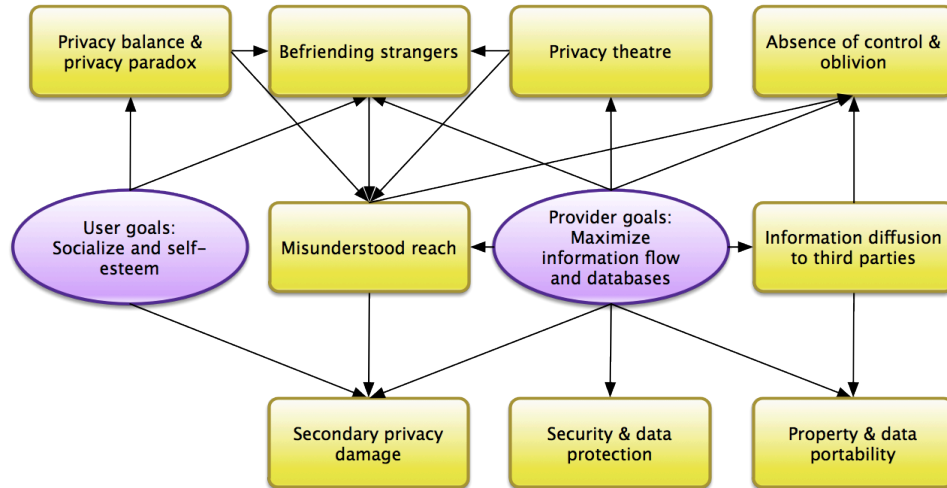 Privacy balance &
privacy paradox
Befriending strangers
Privacy theatre
Absence of control &
oblivion
User goals:
Socialize and self-
esteem
Misunderstood reach
Provider goals:
Maximize
information flow
and databases
Information diffusion
to third parties
Secondary privacy
damage
Security & data
protection
Property & data
portability